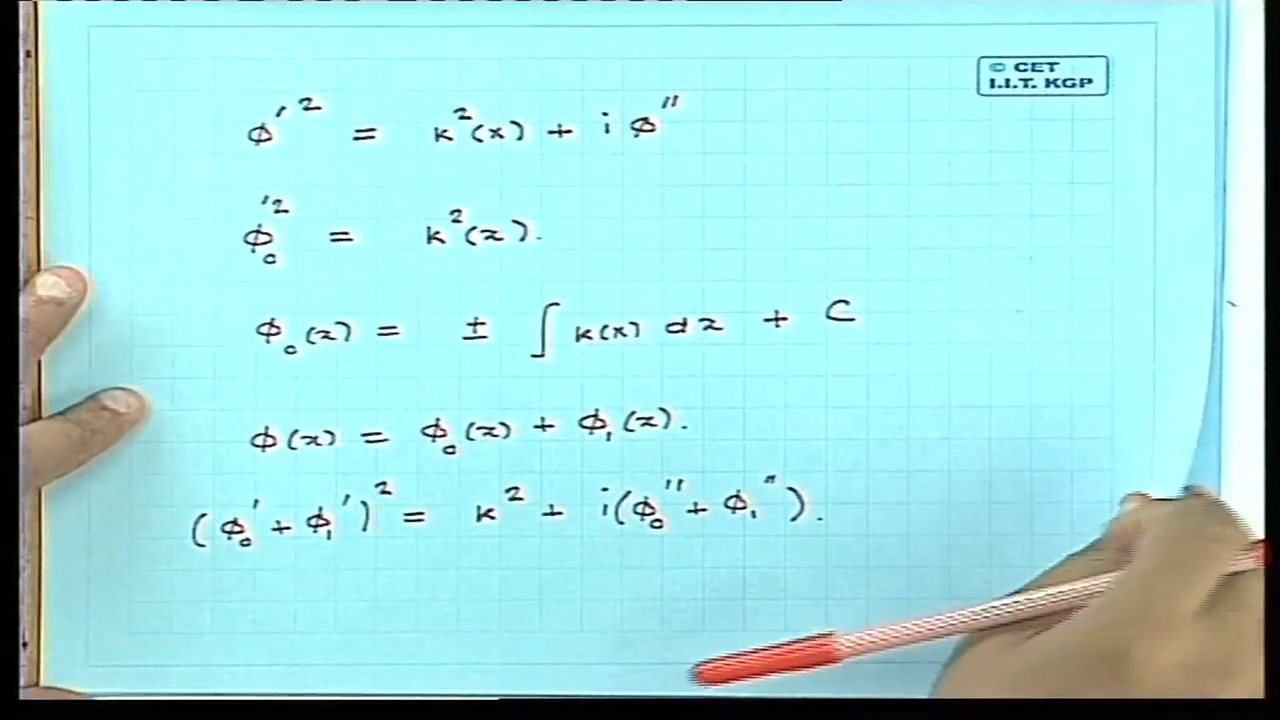 © CET
I.I.T. KGP
ϕ'² = k²(x) + i ϕ''
ϕ₀'² = k²(x).
ϕ₀(x) = ± ∫ k(x) dx + C
ϕ(x) = ϕ₀(x) + ϕ₁(x).
(ϕ₀' + ϕ₁')² = k² + i(ϕ₀'' + ϕ₁'').